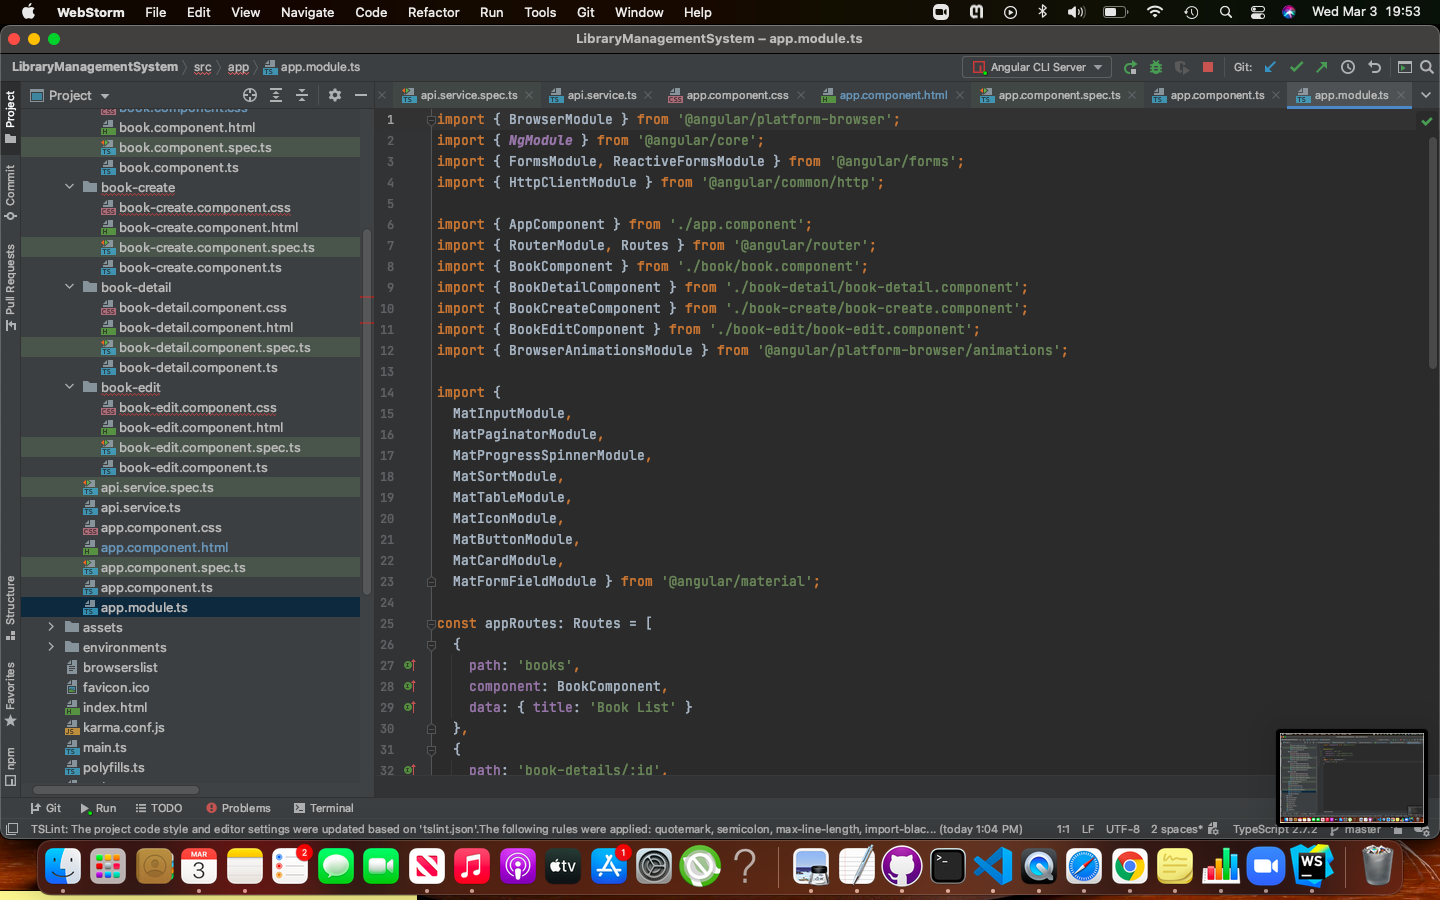 WebStorm File Edit View Navigate Code Refactor Run Tools Git Window Help Wed Mar 3 19:53
LibraryManagementSystem – app.module.ts
LibraryManagementSystem src app app.module.ts Angular CLI Server Git:
Project
Project
Commit
Pull Requests
Structure
Favorites
npm
api.service.spec.ts api.service.ts app.component.css app.component.html app.component.spec.ts app.component.ts app.module.ts
book.component.css
book.component.html
book.component.spec.ts
book.component.ts
book-create
book-create.component.css
book-create.component.html
book-create.component.spec.ts
book-create.component.ts
book-detail
book-detail.component.css
book-detail.component.html
book-detail.component.spec.ts
book-detail.component.ts
book-edit
book-edit.component.css
book-edit.component.html
book-edit.component.spec.ts
book-edit.component.ts
api.service.spec.ts
api.service.ts
app.component.css
app.component.html
app.component.spec.ts
app.component.ts
app.module.ts
assets
environments
browserslist
favicon.ico
index.html
karma.conf.js
main.ts
polyfills.ts
1 import { BrowserModule } from '@angular/platform-browser';
2 import { NgModule } from '@angular/core';
3 import { FormsModule, ReactiveFormsModule } from '@angular/forms';
4 import { HttpClientModule } from '@angular/common/http';
5
6 import { AppComponent } from './app.component';
7 import { RouterModule, Routes } from '@angular/router';
8 import { BookComponent } from './book/book.component';
9 import { BookDetailComponent } from './book-detail/book-detail.component';
10 import { BookCreateComponent } from './book-create/book-create.component';
11 import { BookEditComponent } from './book-edit/book-edit.component';
12 import { BrowserAnimationsModule } from '@angular/platform-browser/animations';
13
14 import {
15 MatInputModule,
16 MatPaginatorModule,
17 MatProgressSpinnerModule,
18 MatSortModule,
19 MatTableModule,
20 MatIconModule,
21 MatButtonModule,
22 MatCardModule,
23 MatFormFieldModule } from '@angular/material';
24
25 const appRoutes: Routes = [
26 {
27 path: 'books',
28 component: BookComponent,
29 data: { title: 'Book List' }
30 },
31 {
32 path: 'book-details/:id',
Git Run TODO Problems Terminal
TSLint: The project code style and editor settings were updated based on 'tslint.json'.The following rules were applied: quotemark, semicolon, max-line-length, import-blac... (today 1:04 PM) 1:1 LF UTF-8 2 spaces* TypeScript 2.7.2 master
MAR
3
2
tv
1
WS